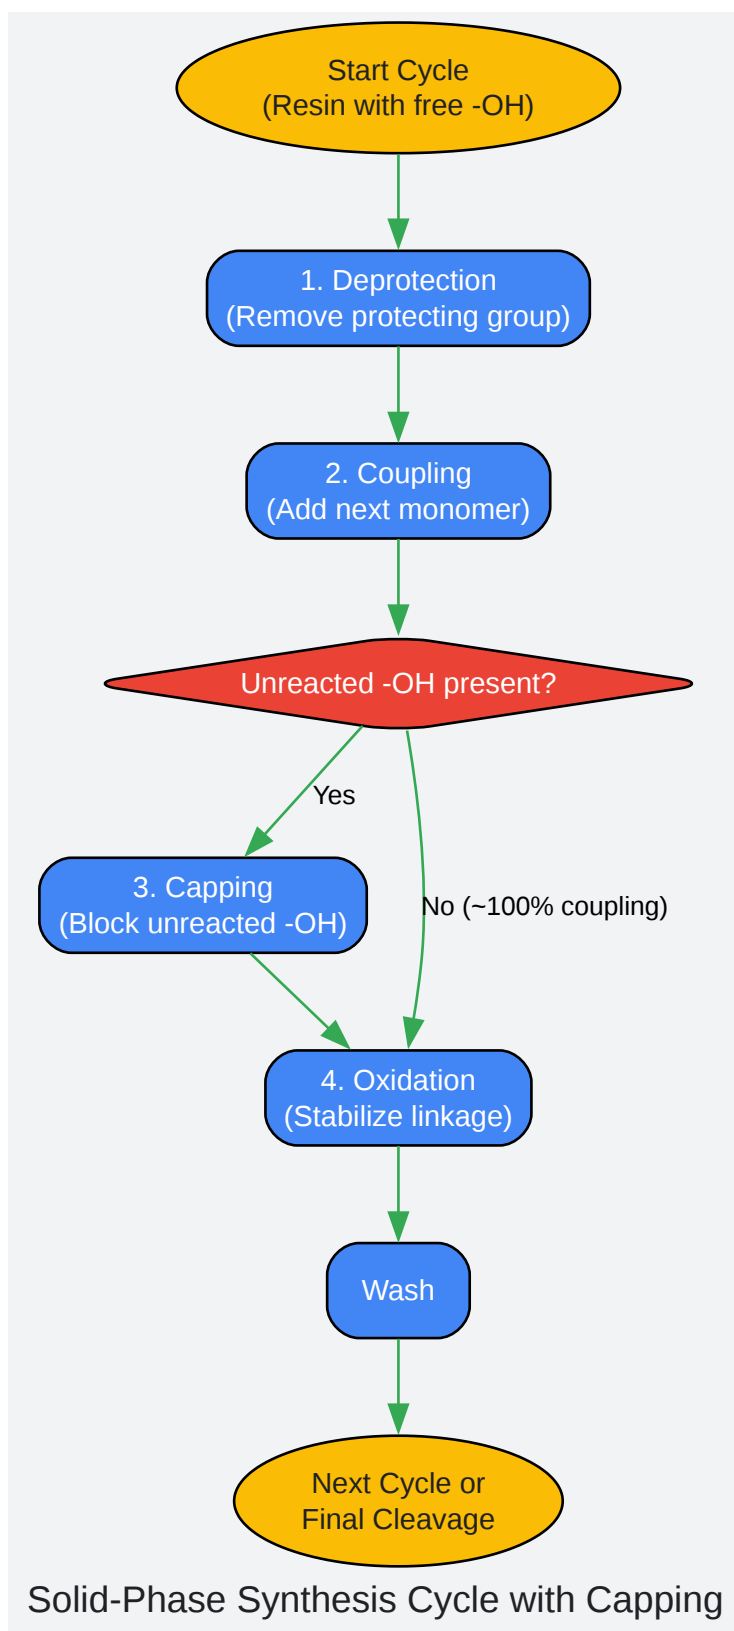 Start Cycle
(Resin with free -OH)
1. Deprotection
(Remove protecting group)
2. Coupling
(Add next monomer)
Unreacted -OH present?
Yes
3. Capping
(Block unreacted -OH)
No (~100% coupling)
4. Oxidation
(Stabilize linkage)
Wash
Next Cycle or
Final Cleavage
Solid-Phase Synthesis Cycle with Capping